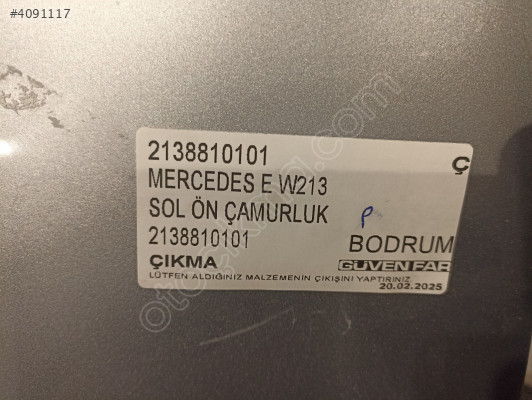 #4091117
2138810101 Ç
MERCEDES E W213
SOL ÖN ÇAMURLUK P
2138810101 BODRUM
ÇIKMA GÜVEN FAR
LÜTFEN ALDIĞINIZ MALZEMENİN ÇIKIŞINI YAPTIRINIZ
20.02.2025